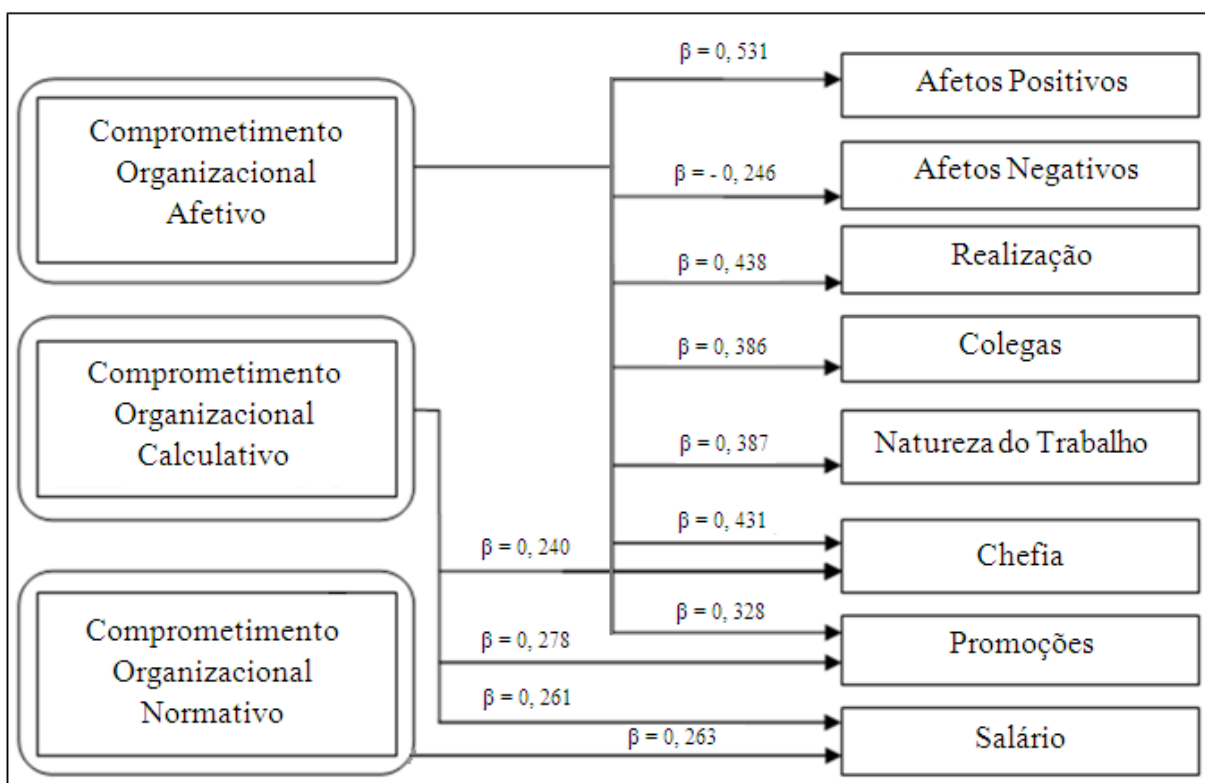 Comprometimento
Organizacional
Afetivo
Comprometimento
Organizacional
Calculativo
Comprometimento
Organizacional
Normativo
β = 0, 531
β = - 0, 246
β = 0, 438
β = 0, 386
β = 0, 387
β = 0, 431
β = 0, 240
β = 0, 328
β = 0, 278
β = 0, 261
β = 0, 263
Afetos Positivos
Afetos Negativos
Realização
Colegas
Natureza do Trabalho
Chefia
Promoções
Salário